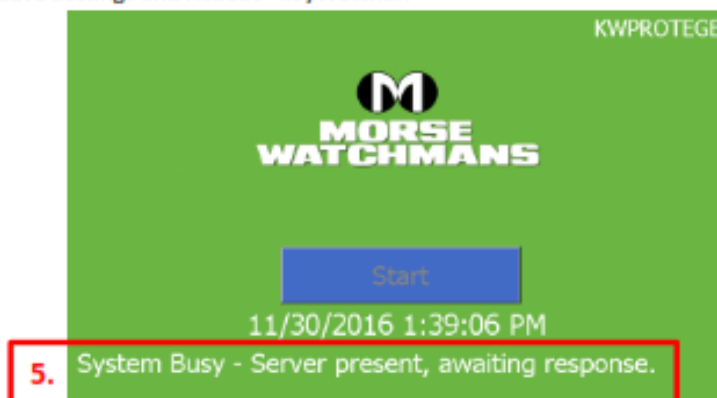 KWPROTEGE
MORSE
WATCHMANS
Start
11/30/2016 1:39:06 PM
5. System Busy - Server present, awaiting response.